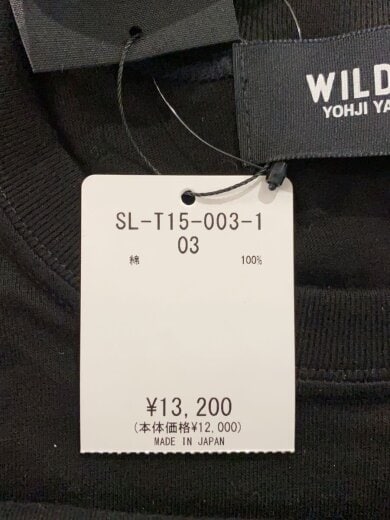 WILD
YOHJI YA
SL-T15-003-1
03
綿 100%
¥13,200
(本体価格¥12,000)
MADE IN JAPAN